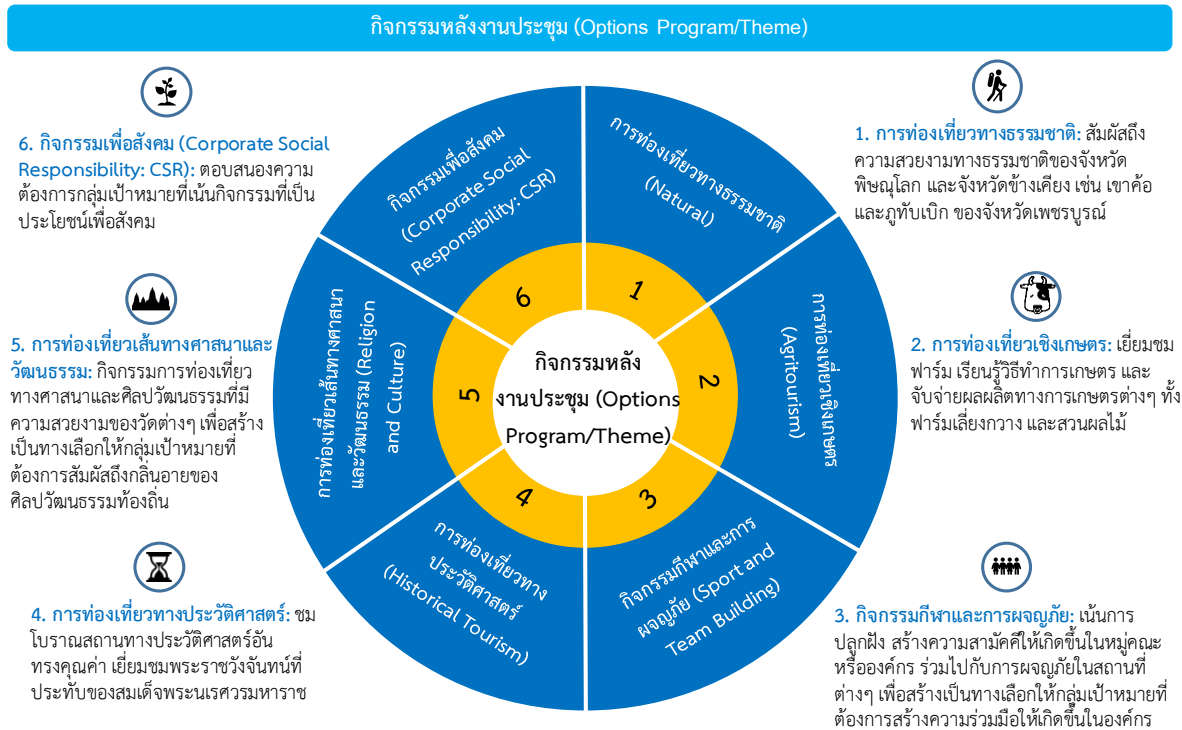 กิจกรรมหลังงานประชุม (Options Program/Theme)
1. การท่องเที่ยวทางธรรมชาติ: สัมผัสถึง
ความสวยงามทางธรรมชาติของจังหวัด
พิษณุโลก และจังหวัดข้างเคียง เช่น เขาค้อ
และภูทับเบิก ของจังหวัดเพชรบูรณ์
2. การท่องเที่ยวเชิงเกษตร: เยี่ยมชม
ฟาร์ม เรียนรู้วิธีทำการเกษตร และ
จับจ่ายผลผลิตทางการเกษตรต่างๆ ทั้ง
ฟาร์มเลี่ยงกวาง และสวนผลไม้
3. กิจกรรมกีฬาและการผจญภัย: เน้นการ
ปลูกฝัง สร้างความสามัคคีให้เกิดขึ้นในหมู่คณะ
หรือองค์กร ร่วมไปกับการผจญภัยในสถานที่
ต่างๆ เพื่อสร้างเป็นทางเลือกให้กลุ่มเป้าหมายที่
ต้องการสร้างความร่วมมือให้เกิดขึ้นในองค์กร
4. การท่องเที่ยวทางประวัติศาสตร์: ชม
โบราณสถานทางประวัติศาสตร์อัน
ทรงคุณค่า เยี่ยมชมพระราชวังจันทน์ที่
ประทับของสมเด็จพระนเรศวรมหาราช
5. การท่องเที่ยวเส้นทางศาสนาและ
วัฒนธรรม: กิจกรรมการท่องเที่ยว
ทางศาสนาและศิลปวัฒนธรรมที่มี
ความสวยงามของวัดต่างๆ เพื่อสร้าง
เป็นทางเลือกให้กลุ่มเป้าหมายที่
ต้องการสัมผัสถึงกลิ่นอายของ
ศิลปวัฒนธรรมท้องถิ่น
6. กิจกรรมเพื่อสังคม (Corporate Social
Responsibility: CSR): ตอบสนองความ
ต้องการกลุ่มเป้าหมายที่เน้นกิจกรรมที่เป็น
ประโยชน์เพื่อสังคม
การท่องเที่ยวทางธรรมชาติ
(Natural)
การท่องเที่ยวเชิงเกษตร
(Agritourism)
กิจกรรมกีฬาและการ
ผจญภัย (Sport and
Team Building)
การท่องเที่ยวทาง
ประวัติศาสตร์
(Historical Tourism)
การท่องเที่ยวเส้นทางศาสนา
และวัฒนธรรม (Religion
and Culture)
กิจกรรมเพื่อสังคม
(Corporate Social
Responsibility: CSR)
1
2
3
4
5
6
กิจกรรมหลัง
งานประชุม (Options
Program/Theme)